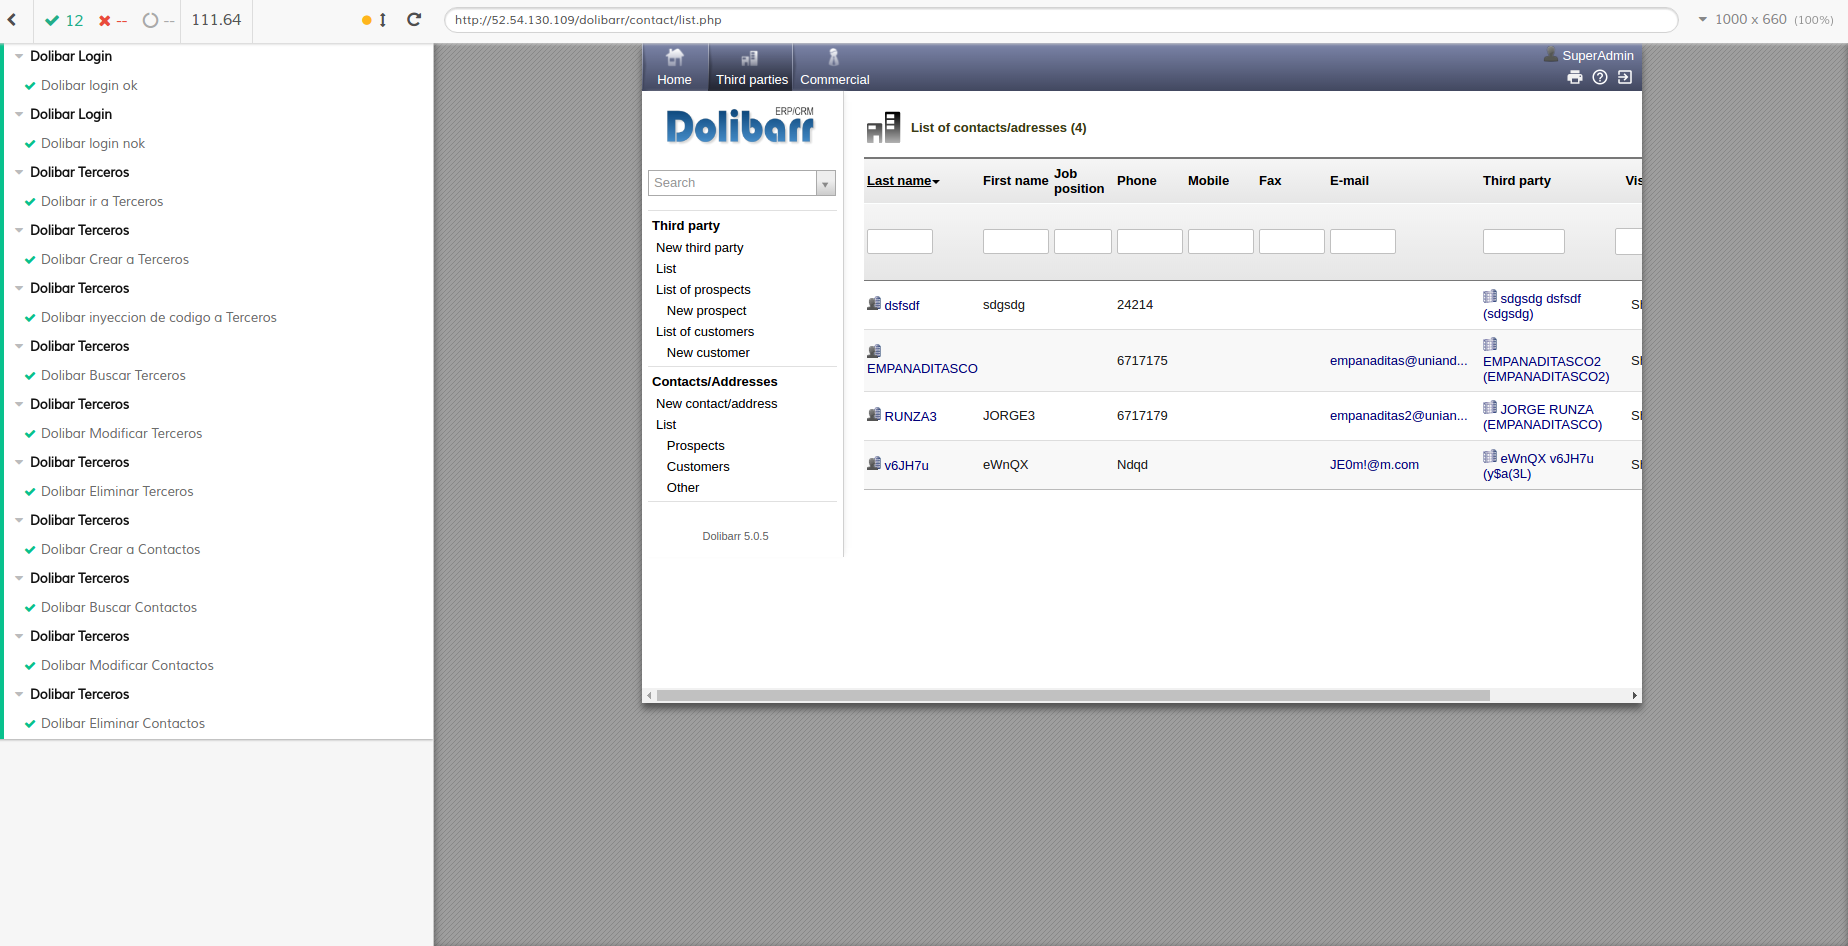 12 -- -- 111.64
http://52.54.130.109/dolibarr/contact/list.php
1000 x 660 (100%)
Dolibar Login
Dolibar login ok
Dolibar Login
Dolibar login nok
Dolibar Terceros
Dolibar ir a Terceros
Dolibar Terceros
Dolibar Crear a Terceros
Dolibar Terceros
Dolibar inyeccion de codigo a Terceros
Dolibar Terceros
Dolibar Buscar Terceros
Dolibar Terceros
Dolibar Modificar Terceros
Dolibar Terceros
Dolibar Eliminar Terceros
Dolibar Terceros
Dolibar Crear a Contactos
Dolibar Terceros
Dolibar Buscar Contactos
Dolibar Terceros
Dolibar Modificar Contactos
Dolibar Terceros
Dolibar Eliminar Contactos
Home Third parties Commercial
SuperAdmin
ERP/CRM
Dolibarr
Search
Third party
New third party
List
List of prospects
New prospect
List of customers
New customer
Contacts/Addresses
New contact/address
List
Prospects
Customers
Other
Dolibarr 5.0.5
List of contacts/adresses (4)
Last name First name Job position Phone Mobile Fax E-mail Third party Vis
dsfsdf sdgsdg 24214 sdgsdg dsfsdf
(sdgsdg)
EMPANADITASCO 6717175 empanaditas@uniand... EMPANADITASCO2
(EMPANADITASCO2)
RUNZA3 JORGE3 6717179 empanaditas2@unian... JORGE RUNZA
(EMPANADITASCO)
v6JH7u eWnQX Ndqd JE0m!@m.com eWnQX v6JH7u
(y$a(3L)